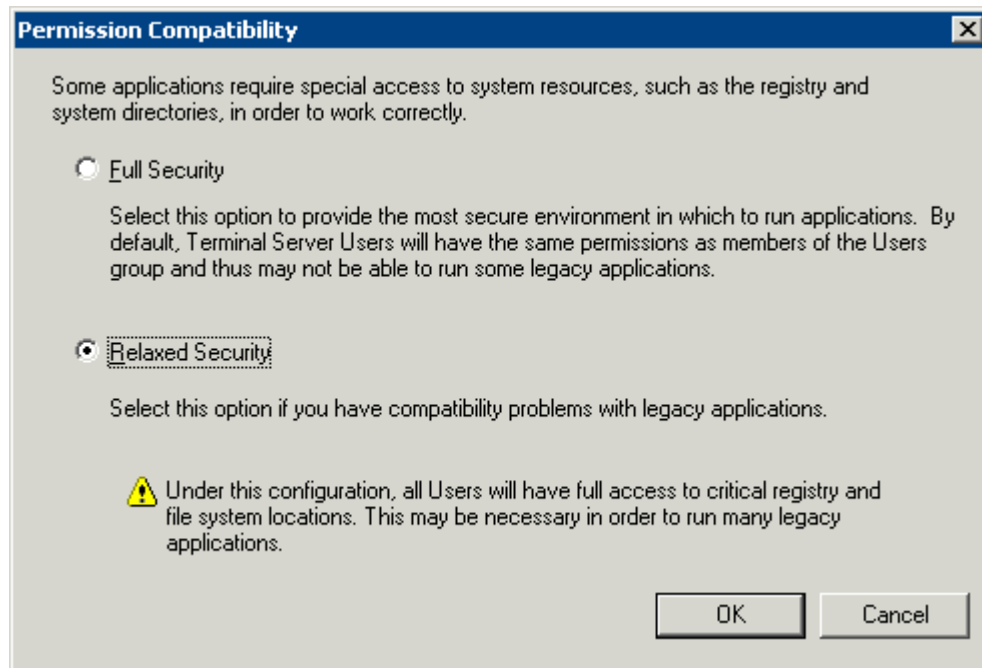 Permission Compatibility
Some applications require special access to system resources, such as the registry and
system directories, in order to work correctly.
Full Security
Select this option to provide the most secure environment in which to run applications.  By
default, Terminal Server Users will have the same permissions as members of the Users
group and thus may not be able to run some legacy applications.
Relaxed Security
Select this option if you have compatibility problems with legacy applications.
Under this configuration, all Users will have full access to critical registry and
file system locations. This may be necessary in order to run many legacy
applications.
OK
Cancel